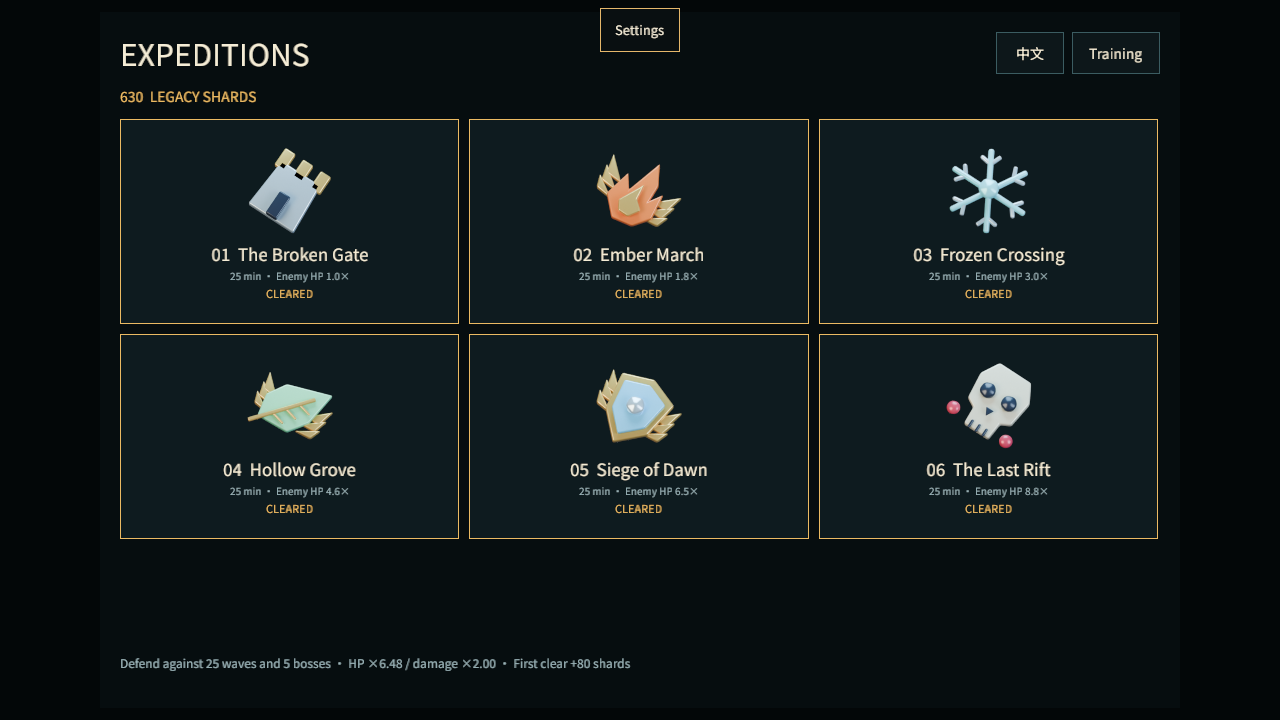 Settings
EXPEDITIONS
中文
Training
630 LEGACY SHARDS
01 The Broken Gate
25 min • Enemy HP 1.0×
CLEARED
02 Ember March
25 min • Enemy HP 1.8×
CLEARED
03 Frozen Crossing
25 min • Enemy HP 3.0×
CLEARED
04 Hollow Grove
25 min • Enemy HP 4.6×
CLEARED
05 Siege of Dawn
25 min • Enemy HP 6.5×
CLEARED
06 The Last Rift
25 min • Enemy HP 8.8×
CLEARED
Defend against 25 waves and 5 bosses • HP ×6.48 / damage ×2.00 • First clear +80 shards